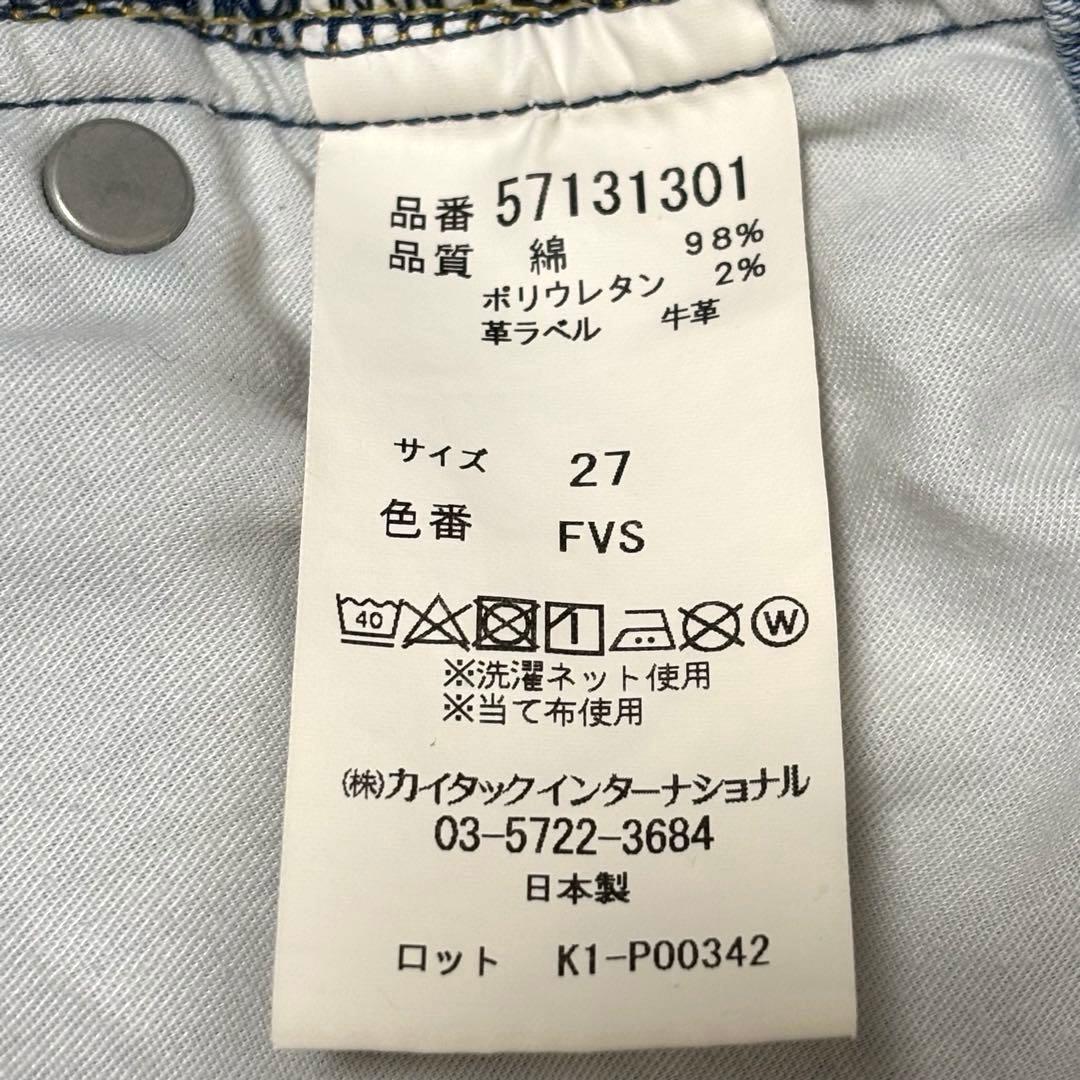 品番 57131301
品質 綿 98%
ポリウレタン 2%
革ラベル 牛革
サイズ 27
色番 FVS
40 W
※洗濯ネット使用
※当て布使用
㈱カイタックインターナショナル
03-5722-3684
日本製
ロット K1-P00342